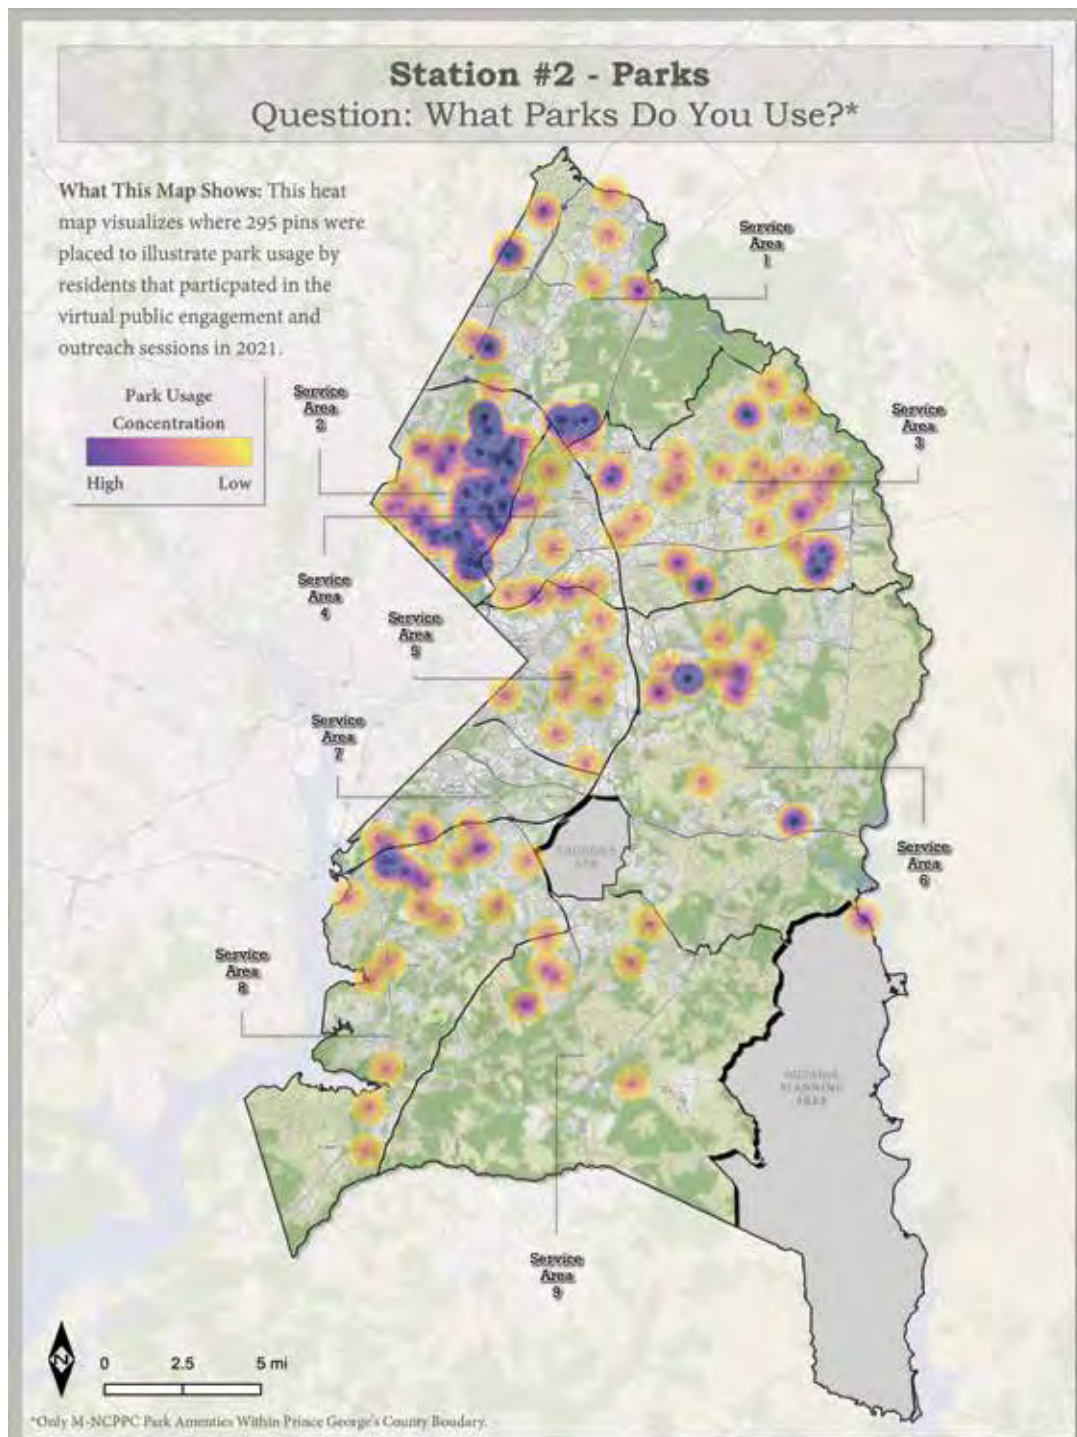 Station #2 - Parks
Question: What Parks Do You Use?*
What This Map Shows: This heat
map visualizes where 295 pins were
placed to illustrate park usage by
residents that particpated in the
virtual public engagement and
outreach sessions in 2021.
Park Usage
Concentration
High Low
Service
Area
1
Service
Area
2
Service
Area
3
Service
Area
4
Service
Area
5
Service
Area
7
Service
Area
6
Service
Area
8
Service
Area
9
PLANNING
AREA
N
0 2.5 5 mi
*Only M-NCPPC Park Amenties Within Prince George's County Boudary.